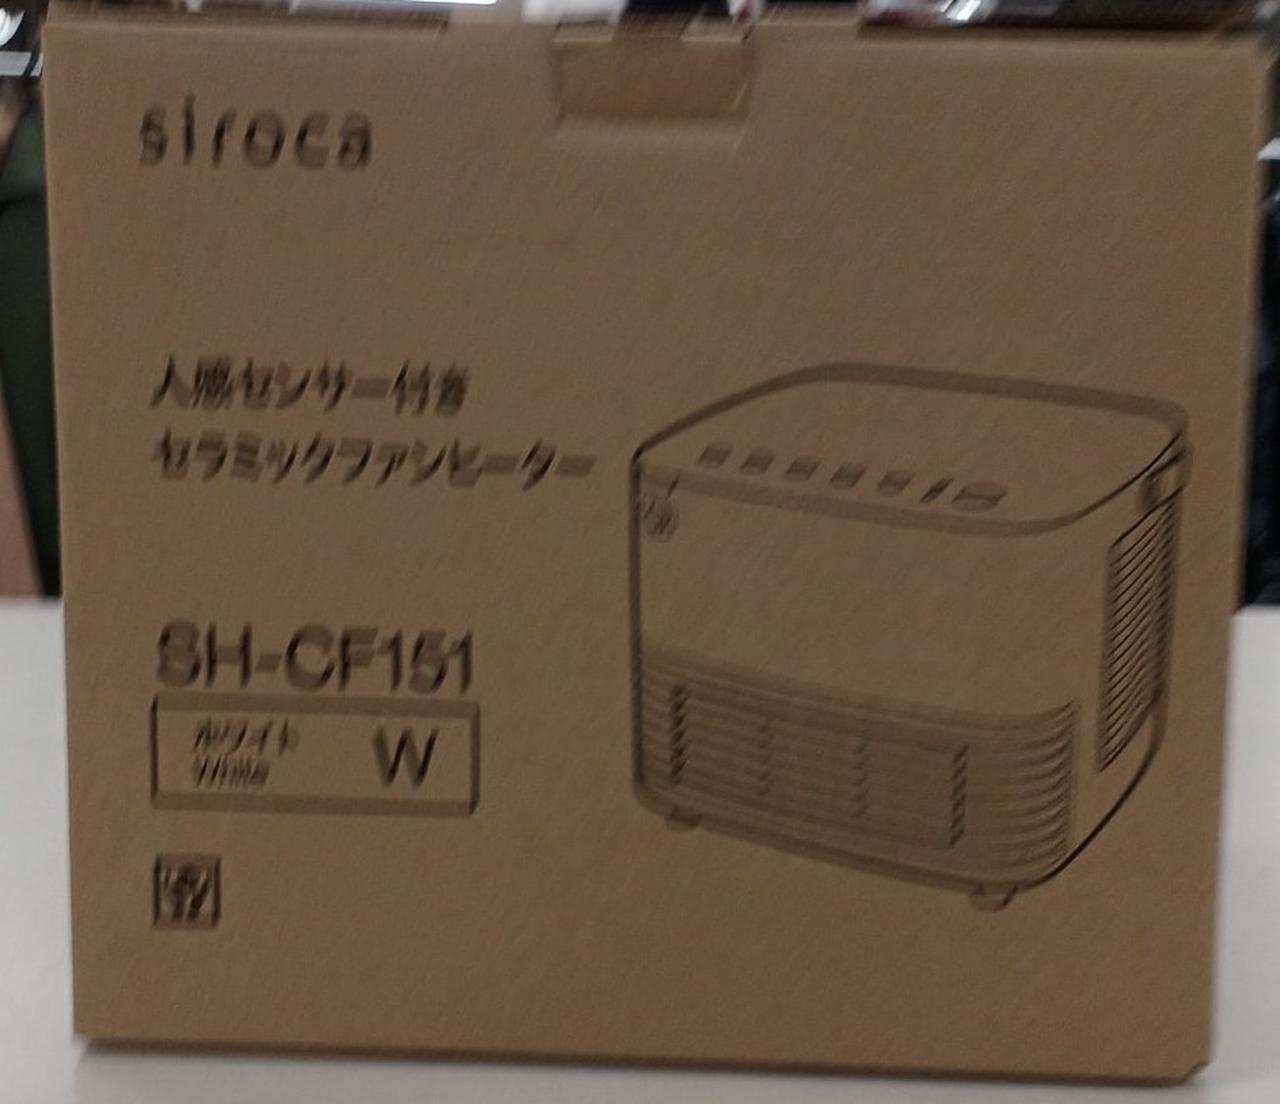 siroca
人感センサー付き
セラミックファンヒーター
SH-CF151
ホワイト
White
W